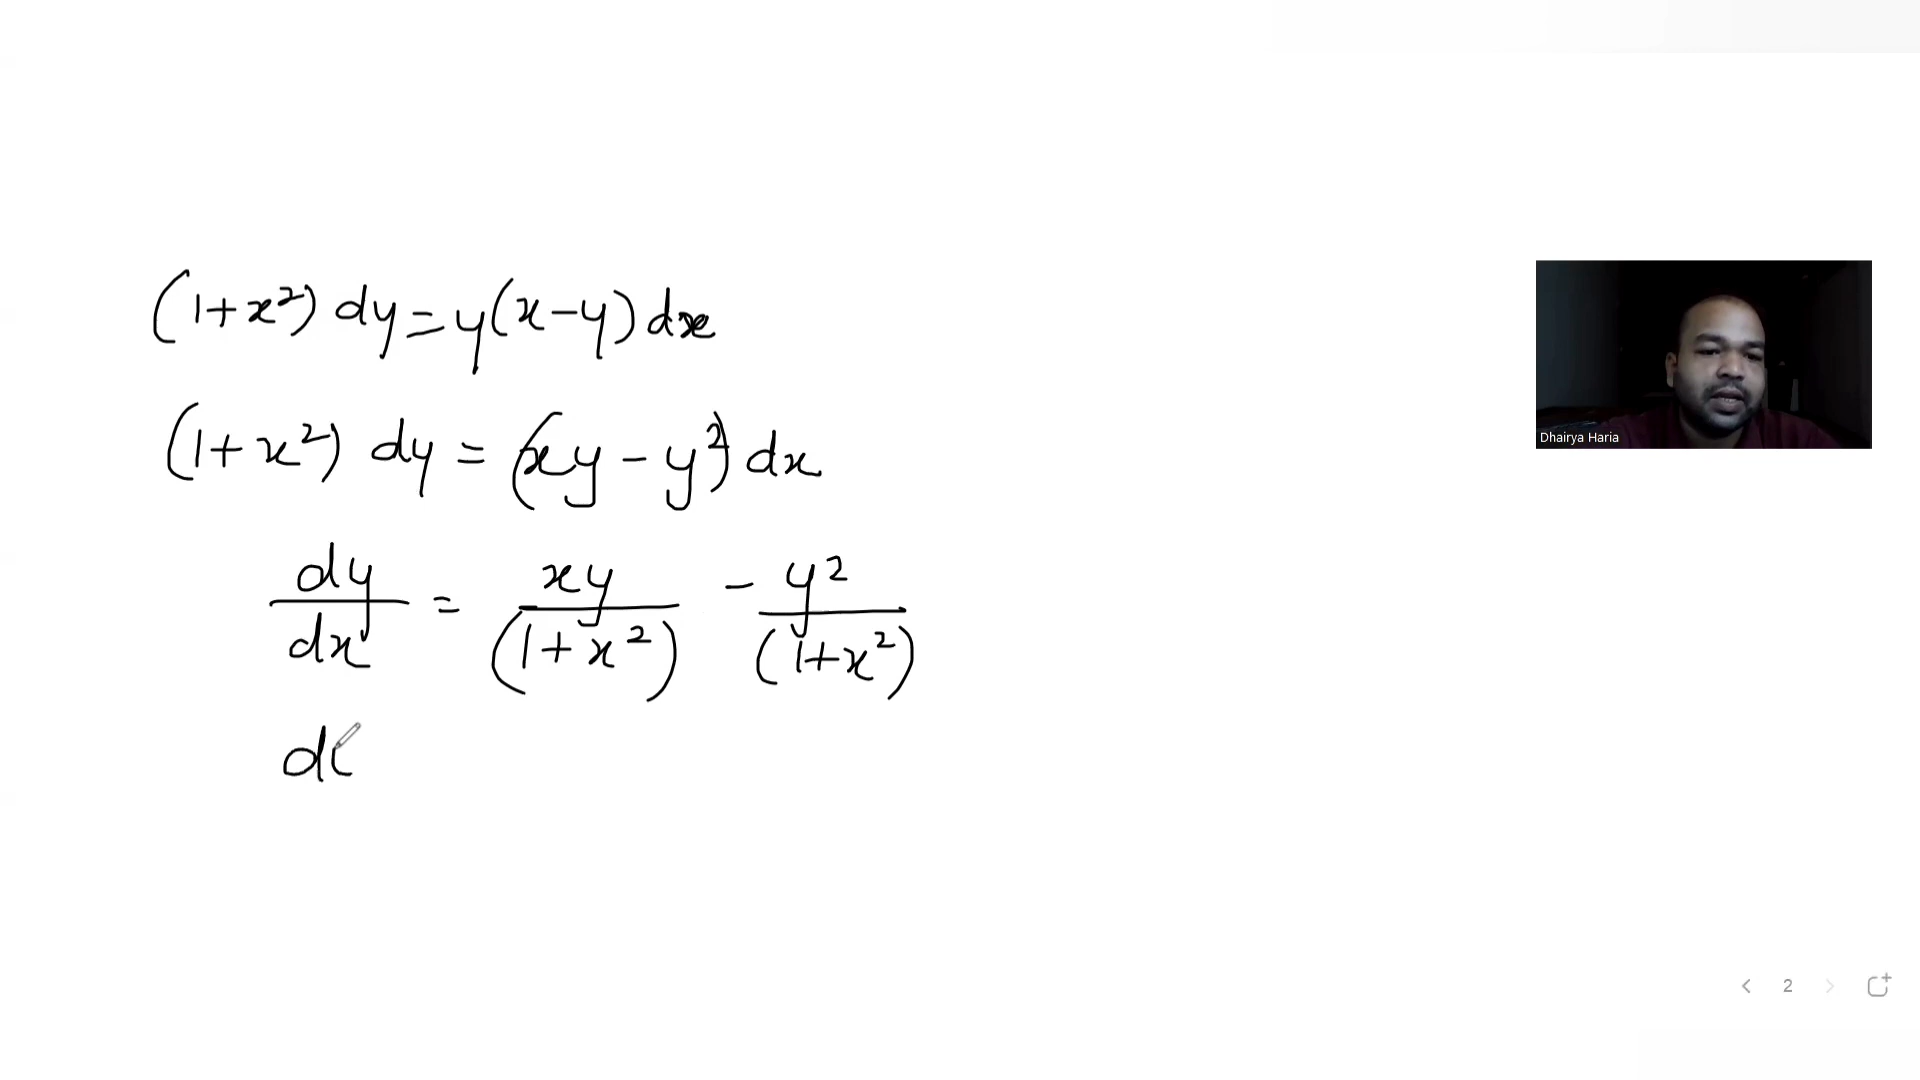 (1+x²) dy=y(x-y)dx
(1+x²) dy = (xy-y²)dx
dy/dx = xy/(1+x²) - y²/(1+x²)
d
Dhairya Haria
2